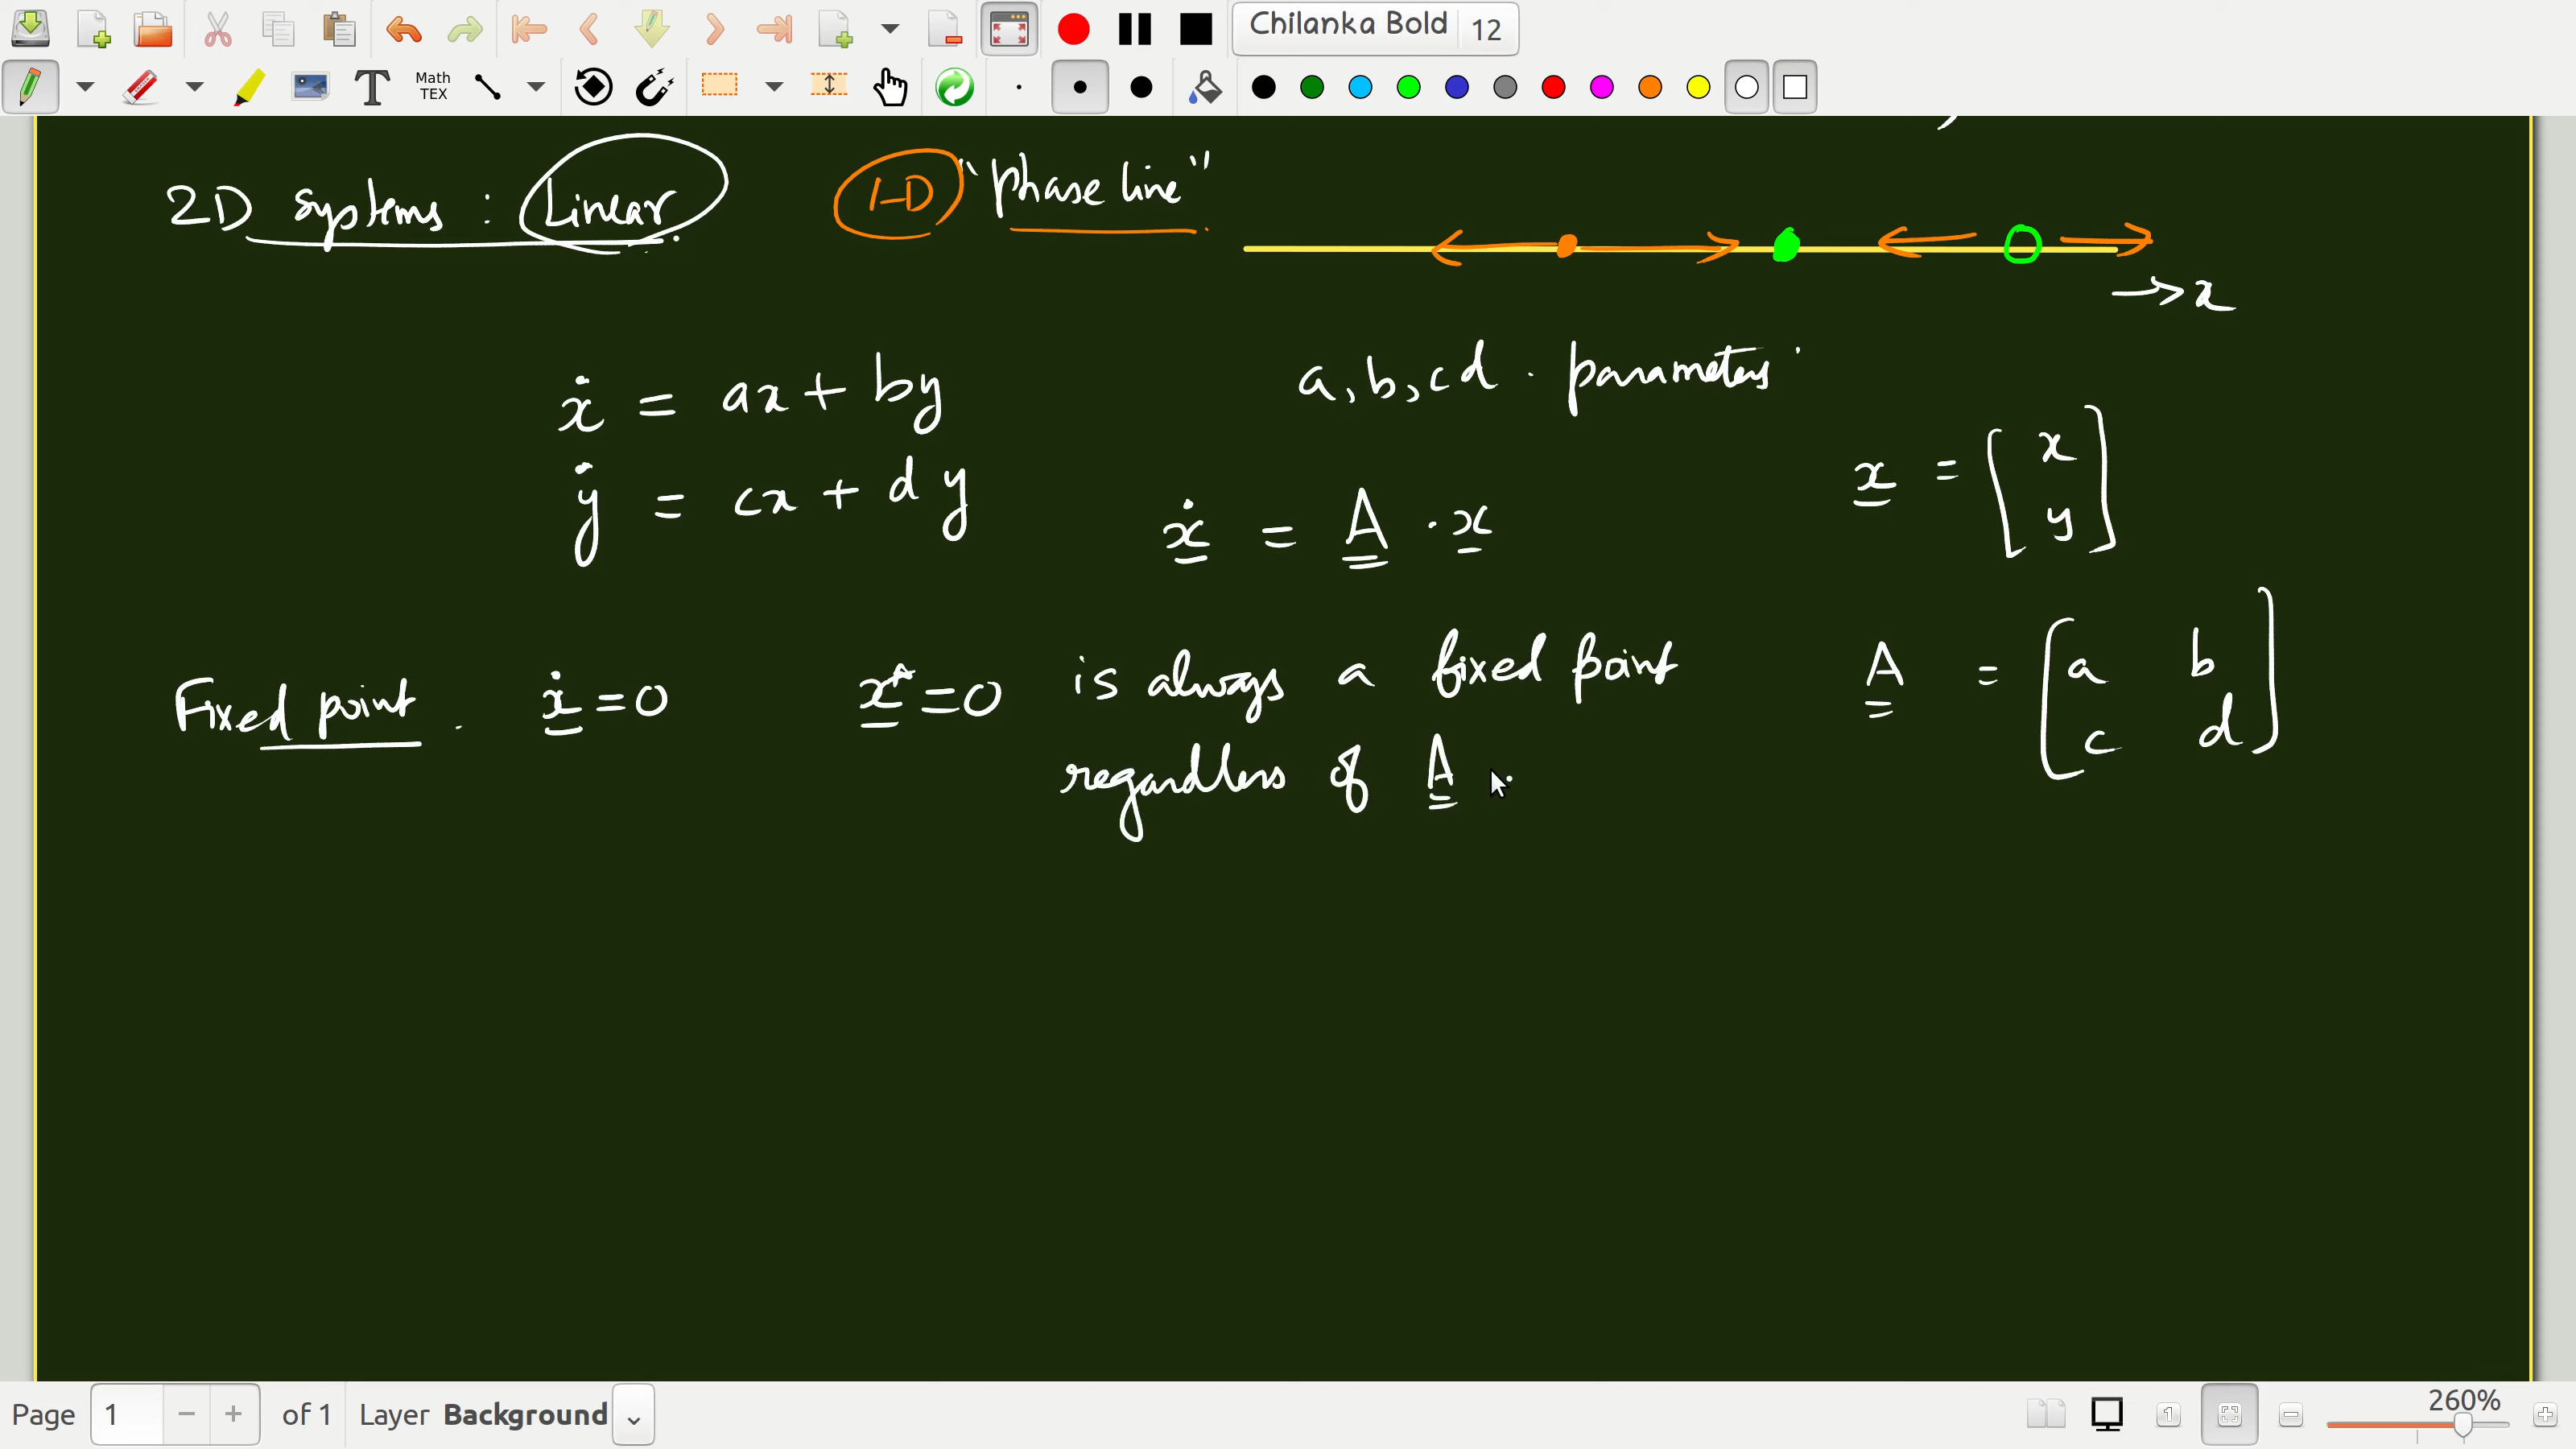 Chilanka Bold 12
Math
TEX
2D systems : Linear.
1-D "phase line"
→ x
ẋ = ax + by
a, b, c d . parameters .
ẏ = cx + d y
ẋ = A · x
x = [x
y]
Fixed point . ẋ = 0
x* = 0 is always a fixed point
regardless of A .
A = [a b
c d]
Page 1 − + of 1 Layer Background
1
260%